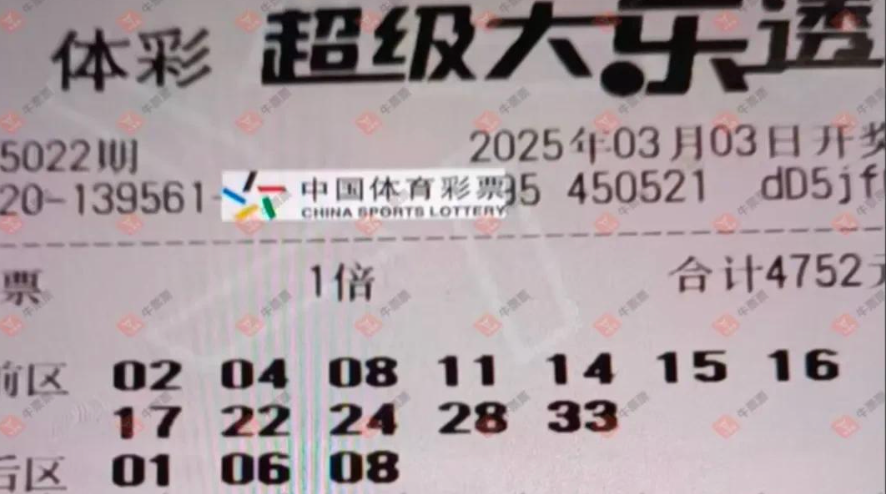 体彩 超级大乐透
5022期 2025年03月03日开奖
20-139561- 中国体育彩票 95 450521 dD5jf
CHINA SPORTS LOTTERY
票 1倍 合计4752元
前区 02 04 08 11 14 15 16
17 22 24 28 33
后区 01 06 08